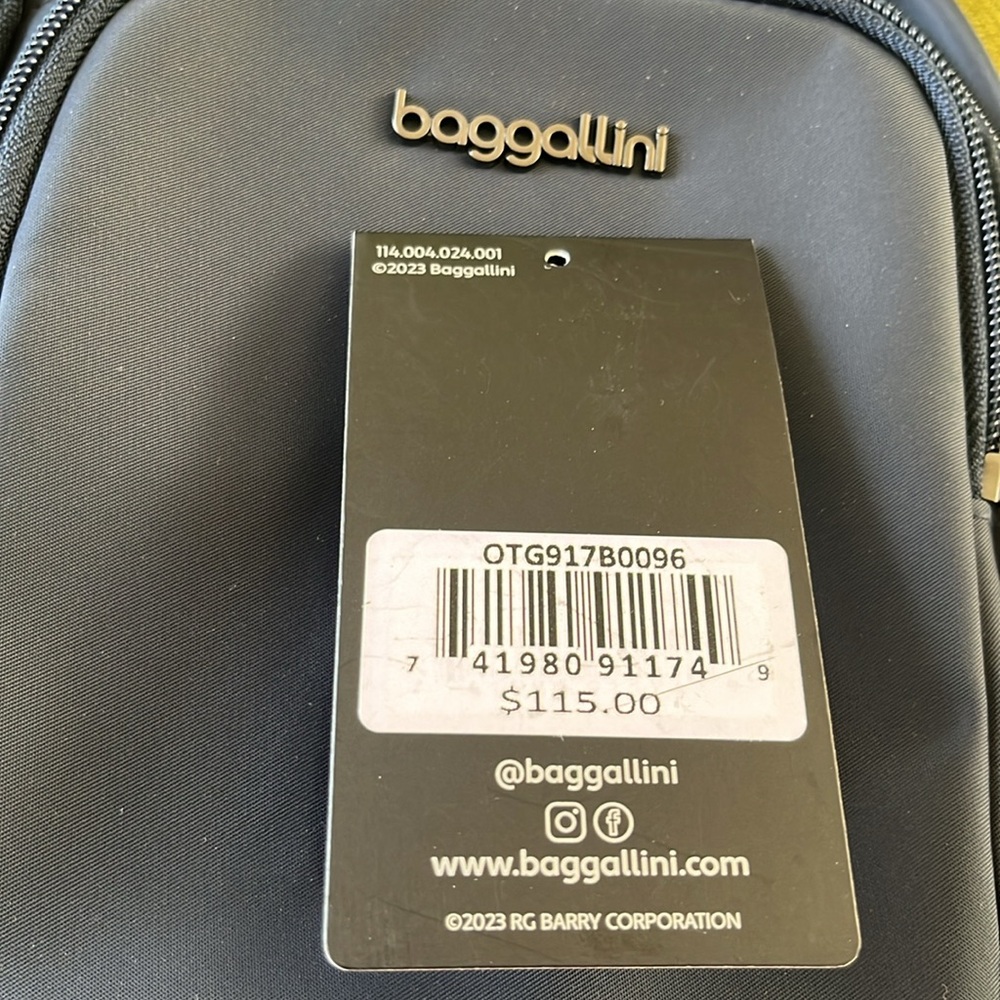 baggallini
114.004.024.001
©2023 Baggallini
OTG917B0096
7 41980 91174 9
$115.00
@baggallini
www.baggallini.com
©2023 RG BARRY CORPORATION